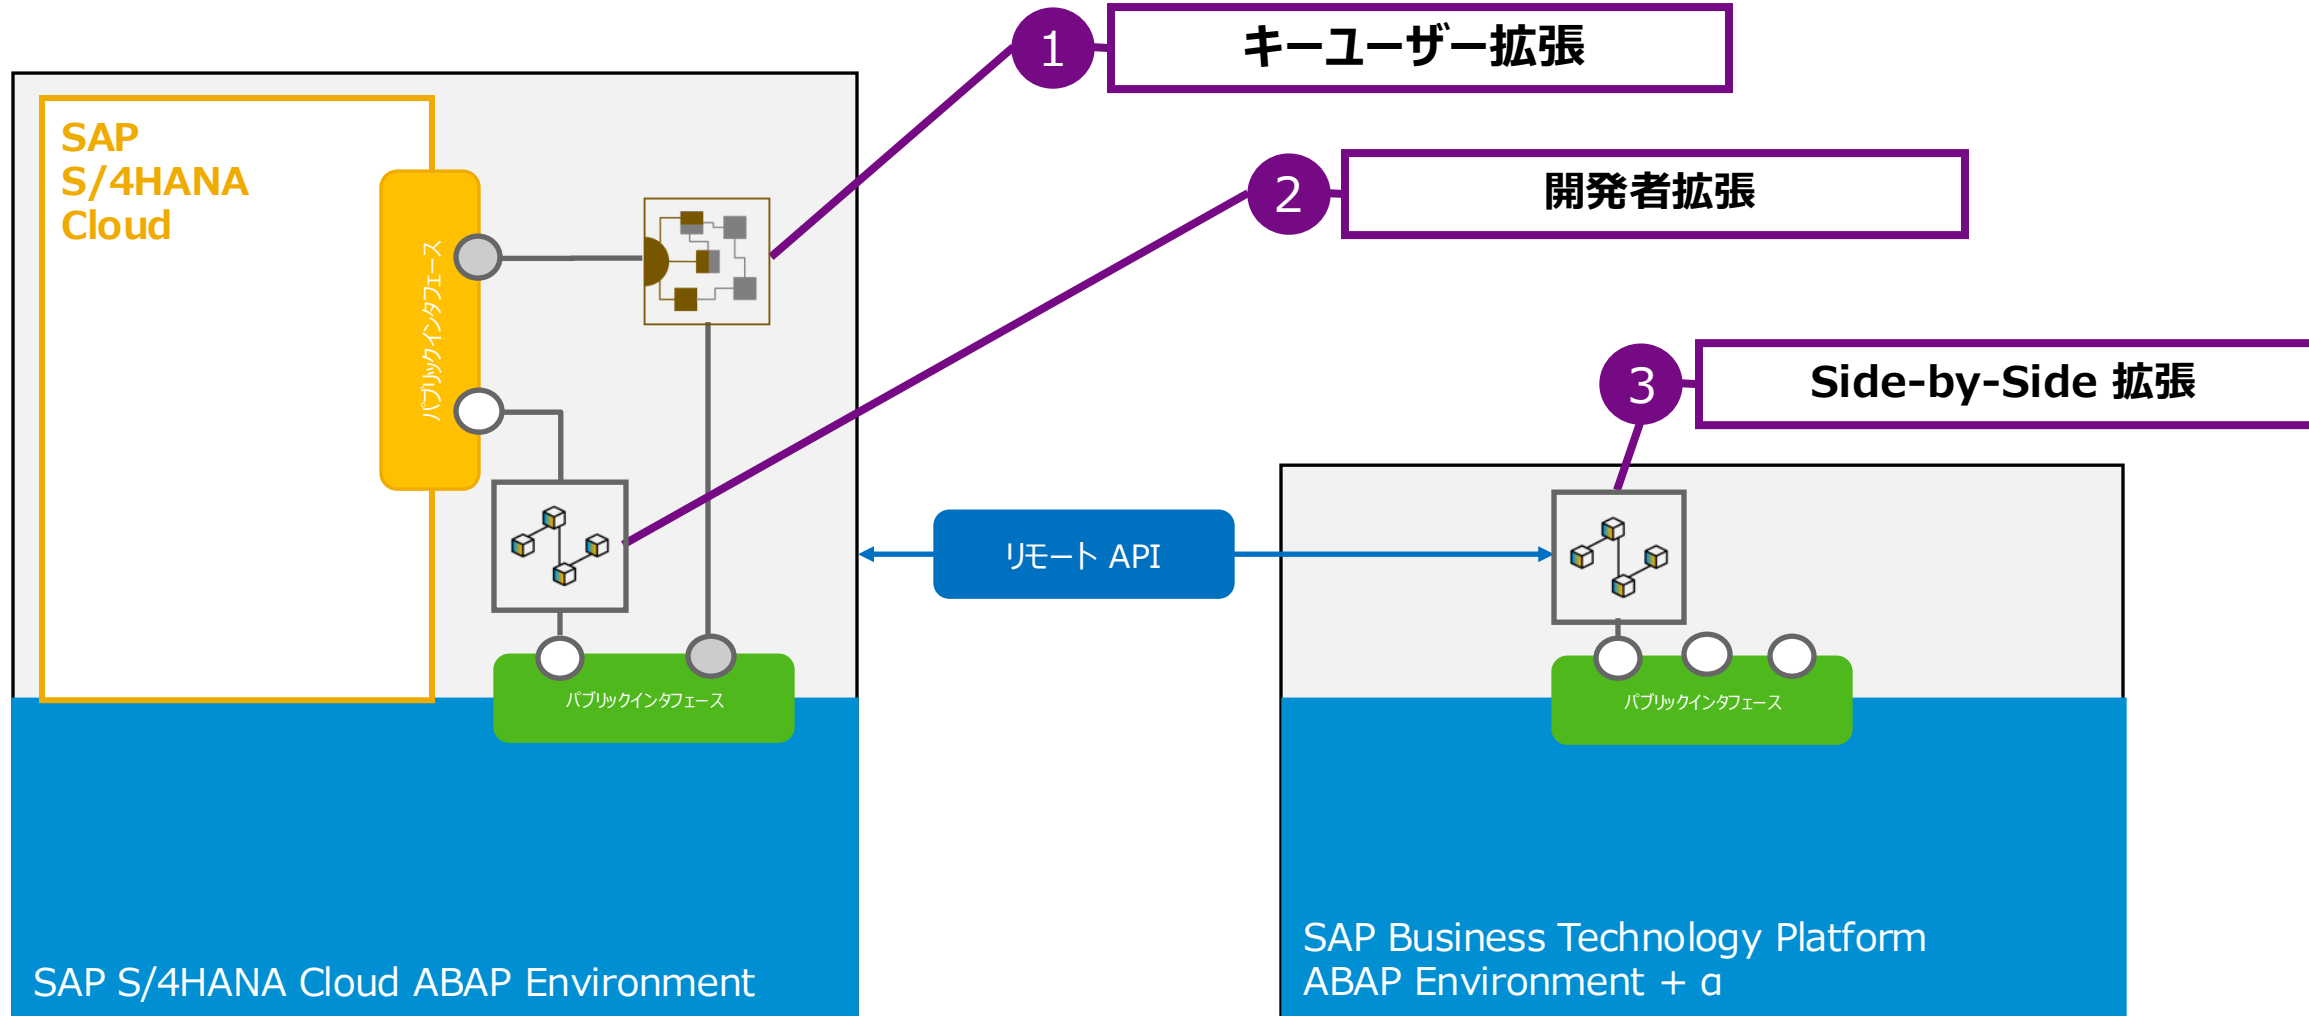 1
キーユーザー拡張
SAP
S/4HANA
Cloud
2
開発者拡張
パブリックインタフェース
3
Side-by-Side 拡張
リモート API
パブリックインタフェース
パブリックインタフェース
SAP S/4HANA Cloud ABAP Environment
SAP Business Technology Platform
ABAP Environment + α